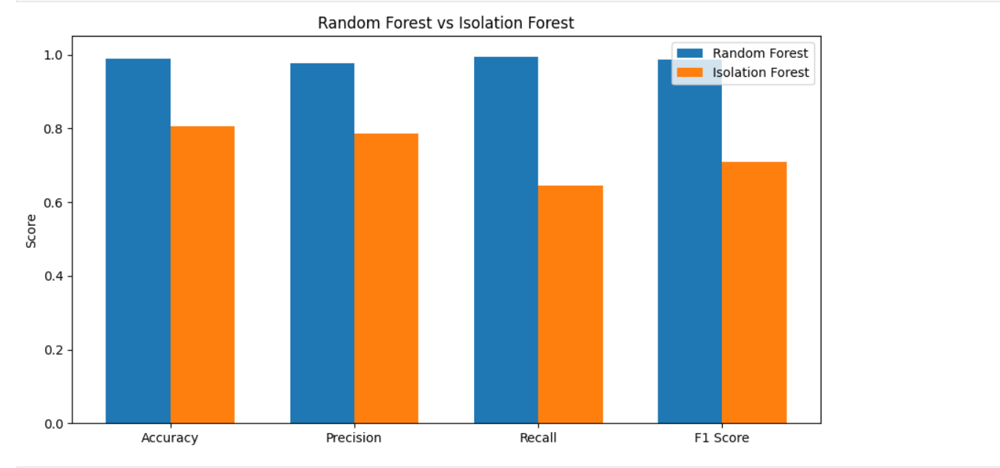 Random Forest vs Isolation Forest
Random Forest
Isolation Forest
Score
1.0
0.8
0.6
0.4
0.2
0.0
Accuracy Precision Recall F1 Score